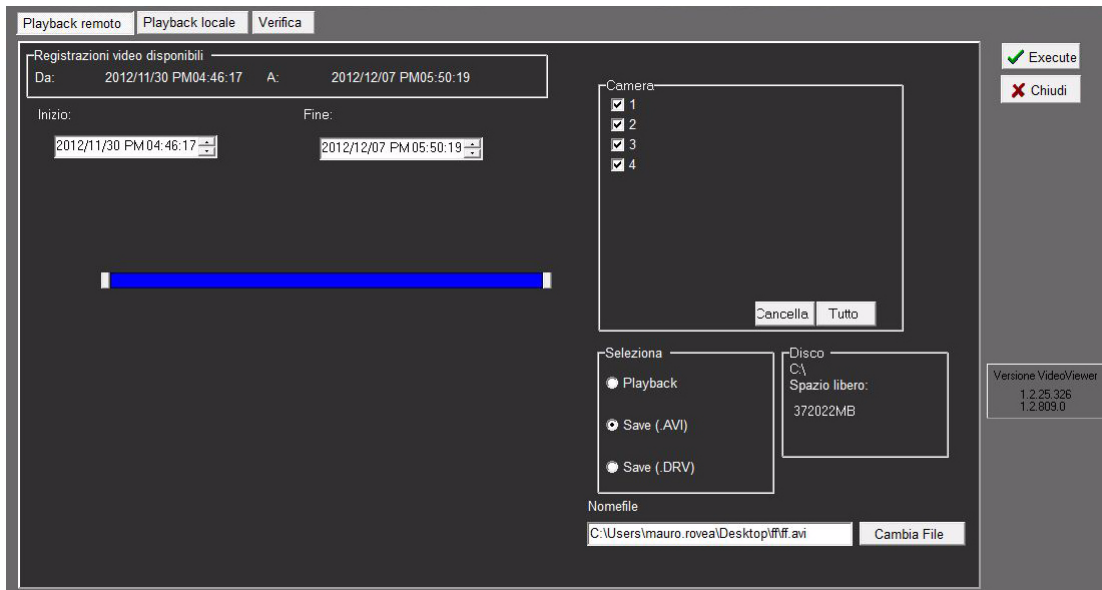 Playback remoto Playback locale Verifica
Registrazioni video disponibili
Da: 2012/11/30 PM04:46:17 A: 2012/12/07 PM05:50:19
Inizio: Fine:
2012/11/30 PM 04:46:17 2012/12/07 PM 05:50:19
Camera
1
2
3
4
Cancella Tutto
Seleziona
Playback
Save (.AVI)
Save (.DRV)
Disco
C:\
Spazio libero:
372022MB
Nomefile
C:\Users\mauro.rovea\Desktop\ff\ff.avi Cambia File
Execute
Chiudi
Versione VideoViewer
1.2.25.326
1.2.809.0